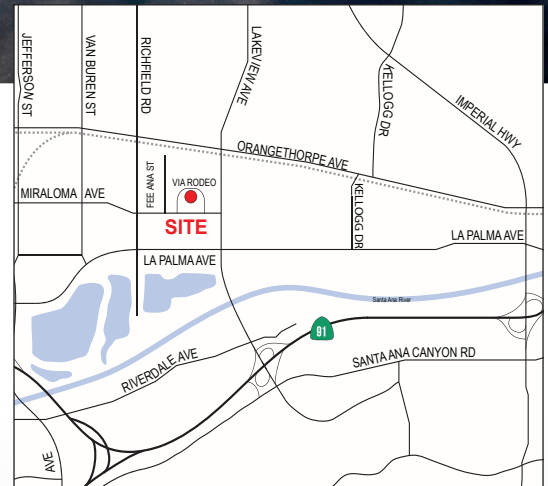 JEFFERSON ST
VAN BUREN ST
RICHFIELD RD
LAKEVIEW AVE
KELLOGG DR
IMPERIAL HWY
ORANGETHORPE AVE
FEE ANA ST
VIA RODEO
MIRALOMA AVE
KELLOGG DR
SITE
LA PALMA AVE
LA PALMA AVE
Santa Ana River
91
RIVERDALE AVE
SANTA ANA CANYON RD
AVE